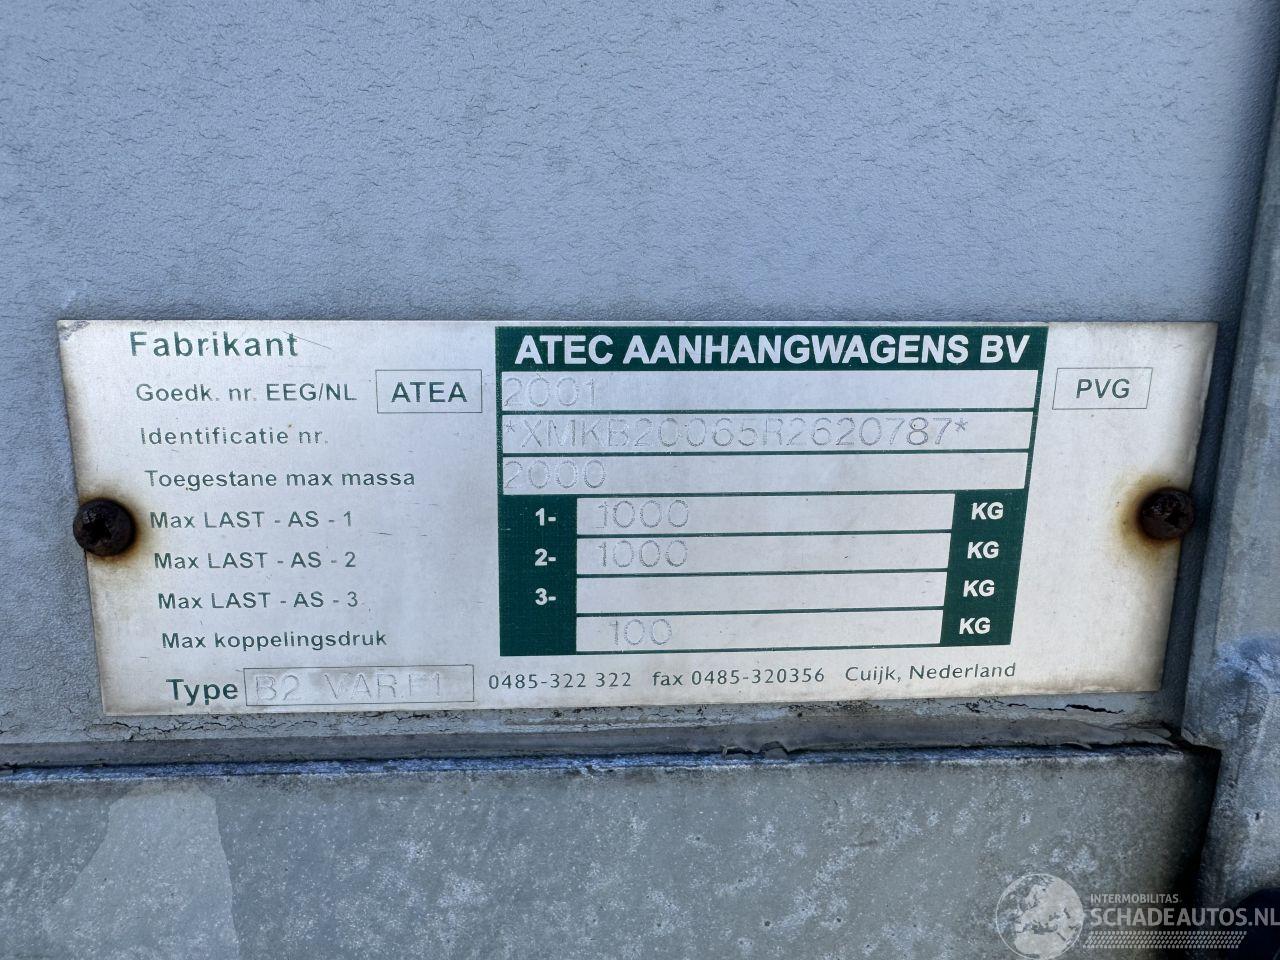 Fabrikant ATEC AANHANGWAGENS BV
Goedk. nr. EEG/NL ATEA 2001 PVG
Identificatie nr. *XMKB20065R2620787*
Toegestane max massa 2000
Max LAST - AS - 1 1- 1000 KG
Max LAST - AS - 2 2- 1000 KG
Max LAST - AS - 3 3- KG
Max koppelingsdruk 100 KG
Type B2 VAR.F1 0485-322 322 fax 0485-320356 Cuijk, Nederland
INTERMOBILITAS
SCHADEAUTOS.NL